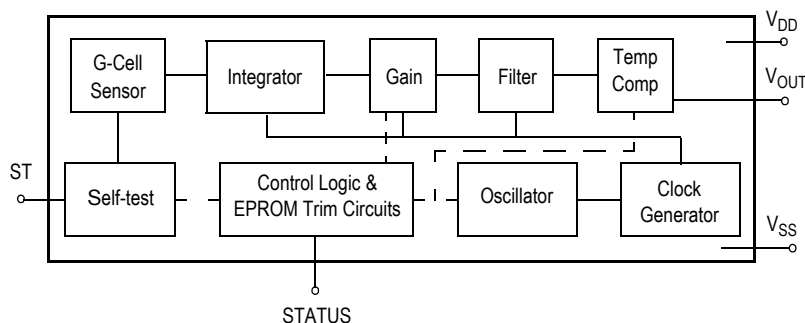 V_DD
G-Cell
Sensor
Integrator
Gain
Filter
Temp
Comp
V_OUT
ST
Self-test
Control Logic &
EPROM Trim Circuits
Oscillator
Clock
Generator
V_SS
STATUS